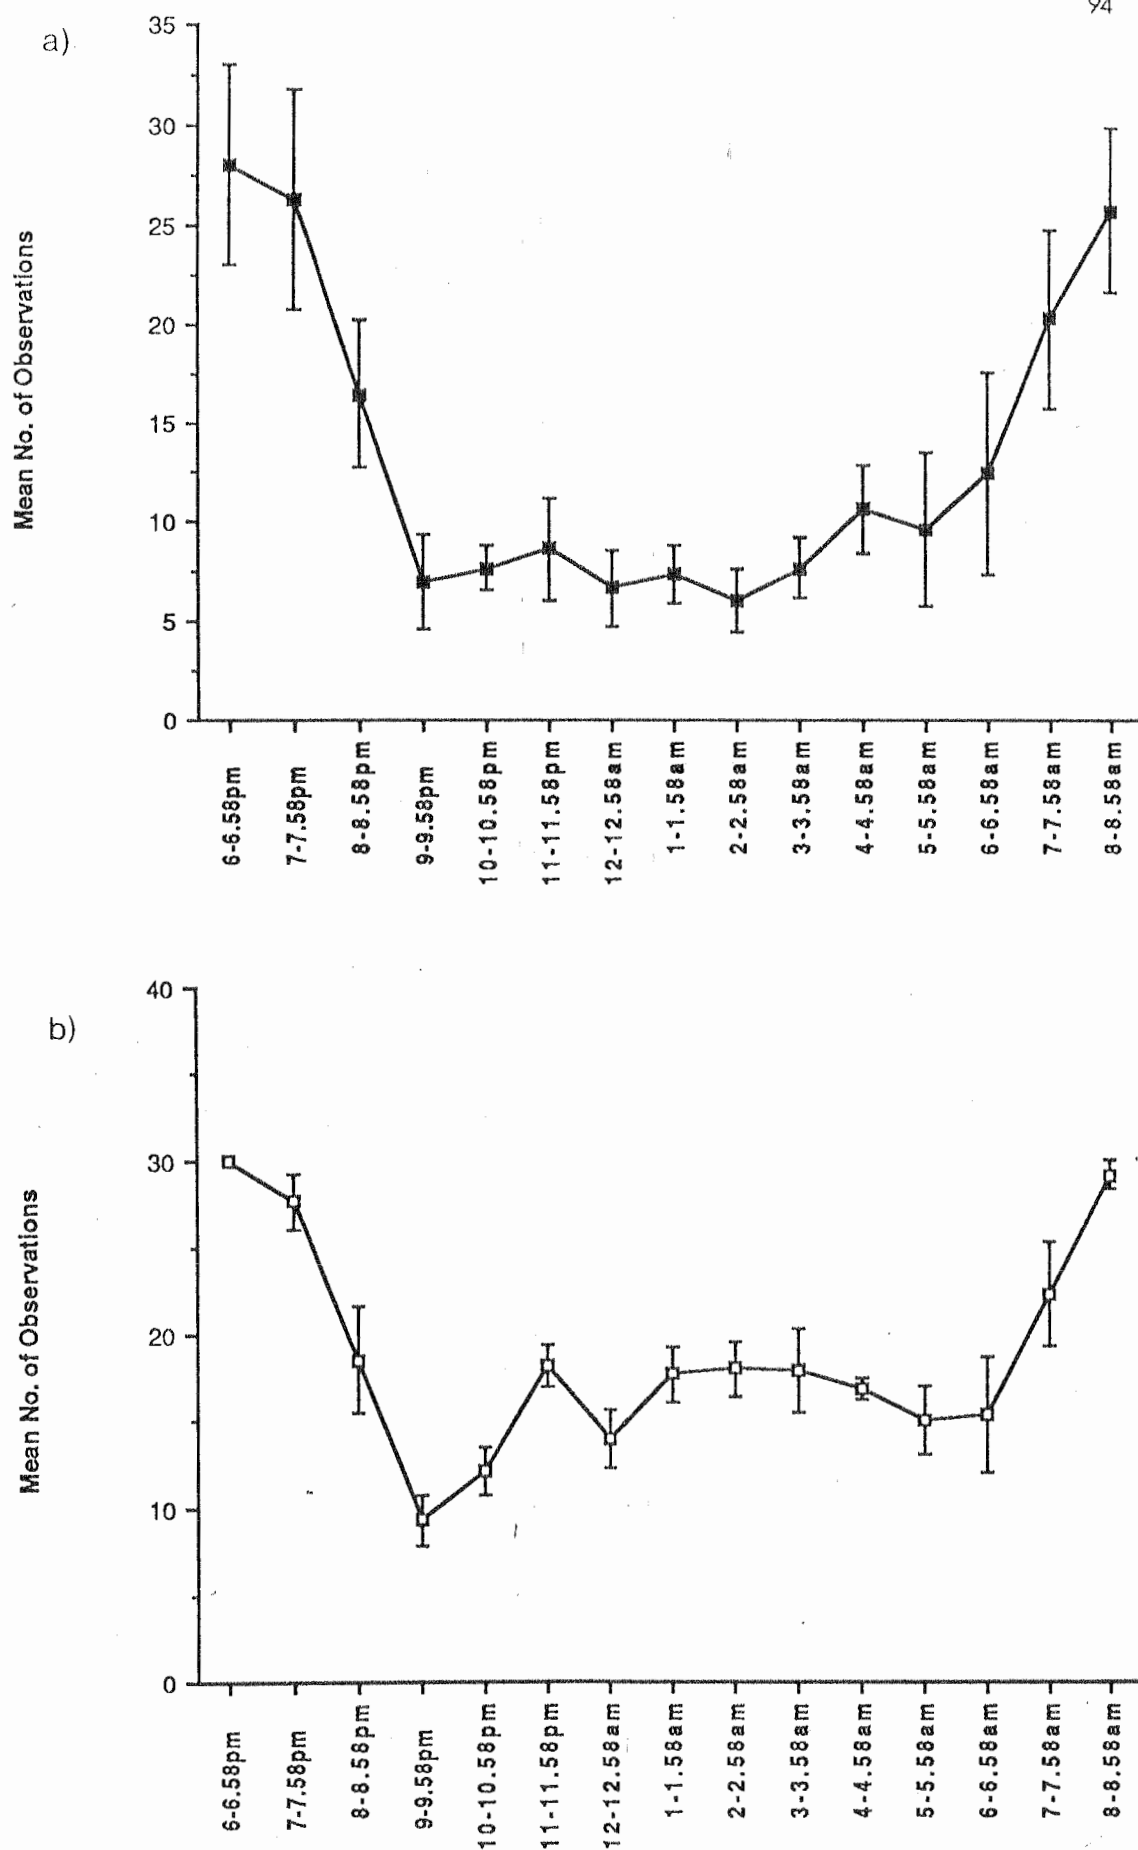 94
a)
35
30
25
20
15
10
5
0
Mean No. of Observations
6-6.58pm
7-7.58pm
8-8.58pm
9-9.58pm
10-10.58pm
11-11.58pm
12-12.58am
1-1.58am
2-2.58am
3-3.58am
4-4.58am
5-5.58am
6-6.58am
7-7.58am
8-8.58am
b)
40
30
20
10
0
Mean No. of Observations
6-6.58pm
7-7.58pm
8-8.58pm
9-9.58pm
10-10.58pm
11-11.58pm
12-12.58am
1-1.58am
2-2.58am
3-3.58am
4-4.58am
5-5.58am
6-6.58am
7-7.58am
8-8.58am